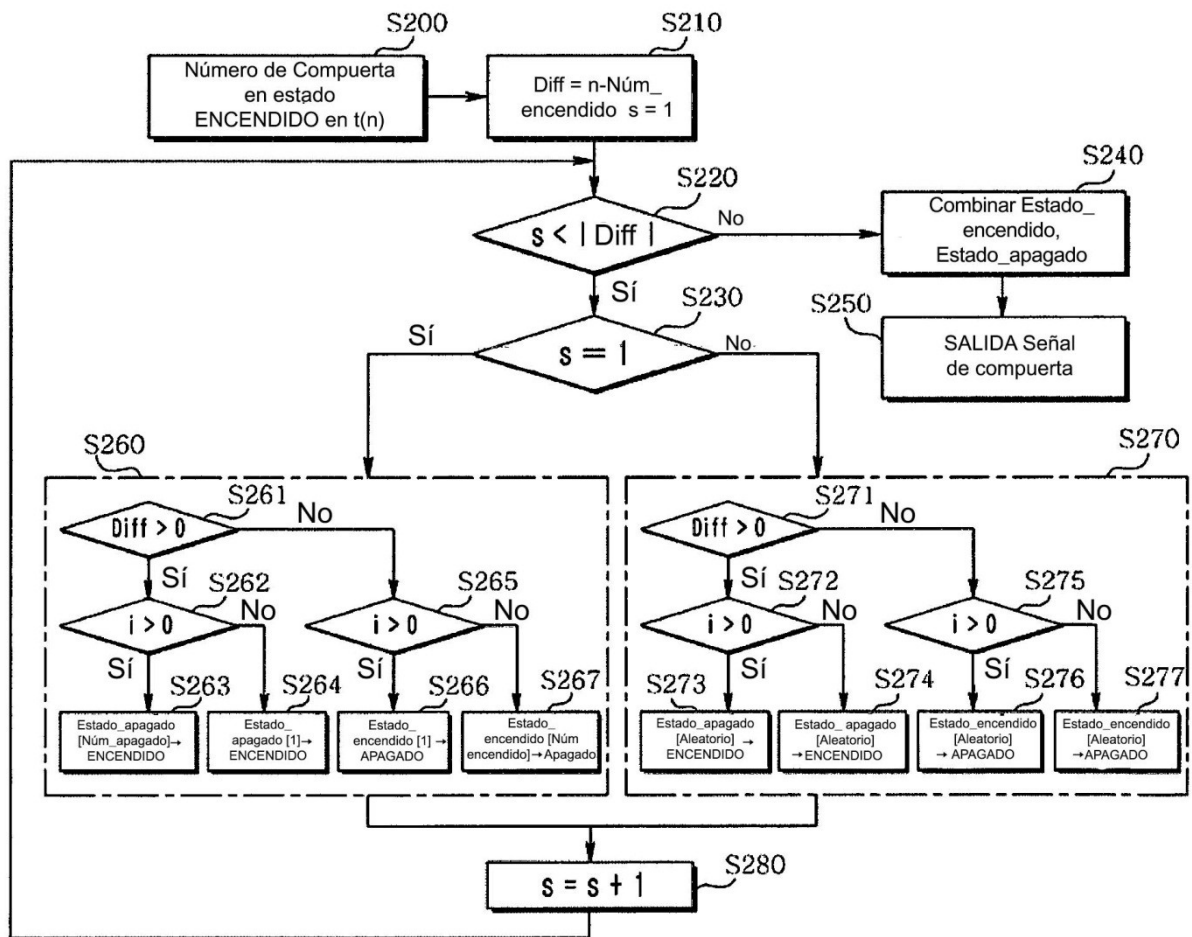 S200
Número de Compuerta
en estado
ENCENDIDO en t(n)
S210
Diff = n-Núm_
encendido s = 1
S220
s < | Diff |
No
Sí
S240
Combinar Estado_
encendido,
Estado_apagado
S250
SALIDA Señal
de compuerta
S230
s = 1
Sí
No
S260
S261
Diff > 0
No
Sí
S262
i > 0
No
Sí
S265
i > 0
No
Sí
S263
Estado_apagado
[Núm_apagado]→
ENCENDIDO
S264
Estado_
apagado [1]→
ENCENDIDO
S266
Estado_
encendido [1] →
APAGADO
S267
Estado_
encendido [Núm
encendido]→Apagado
S270
S271
Diff > 0
No
Sí
S272
i > 0
No
Sí
S275
i > 0
No
Sí
S273
Estado_apagado
[Aleatorio] →
ENCENDIDO
S274
Estado_ apagado
[Aleatorio]
→ENCENDIDO
S276
Estado_encendido
[Aleatorio]
→ APAGADO
S277
Estado_encendido
[Aleatorio]
→APAGADO
S280
s = s + 1